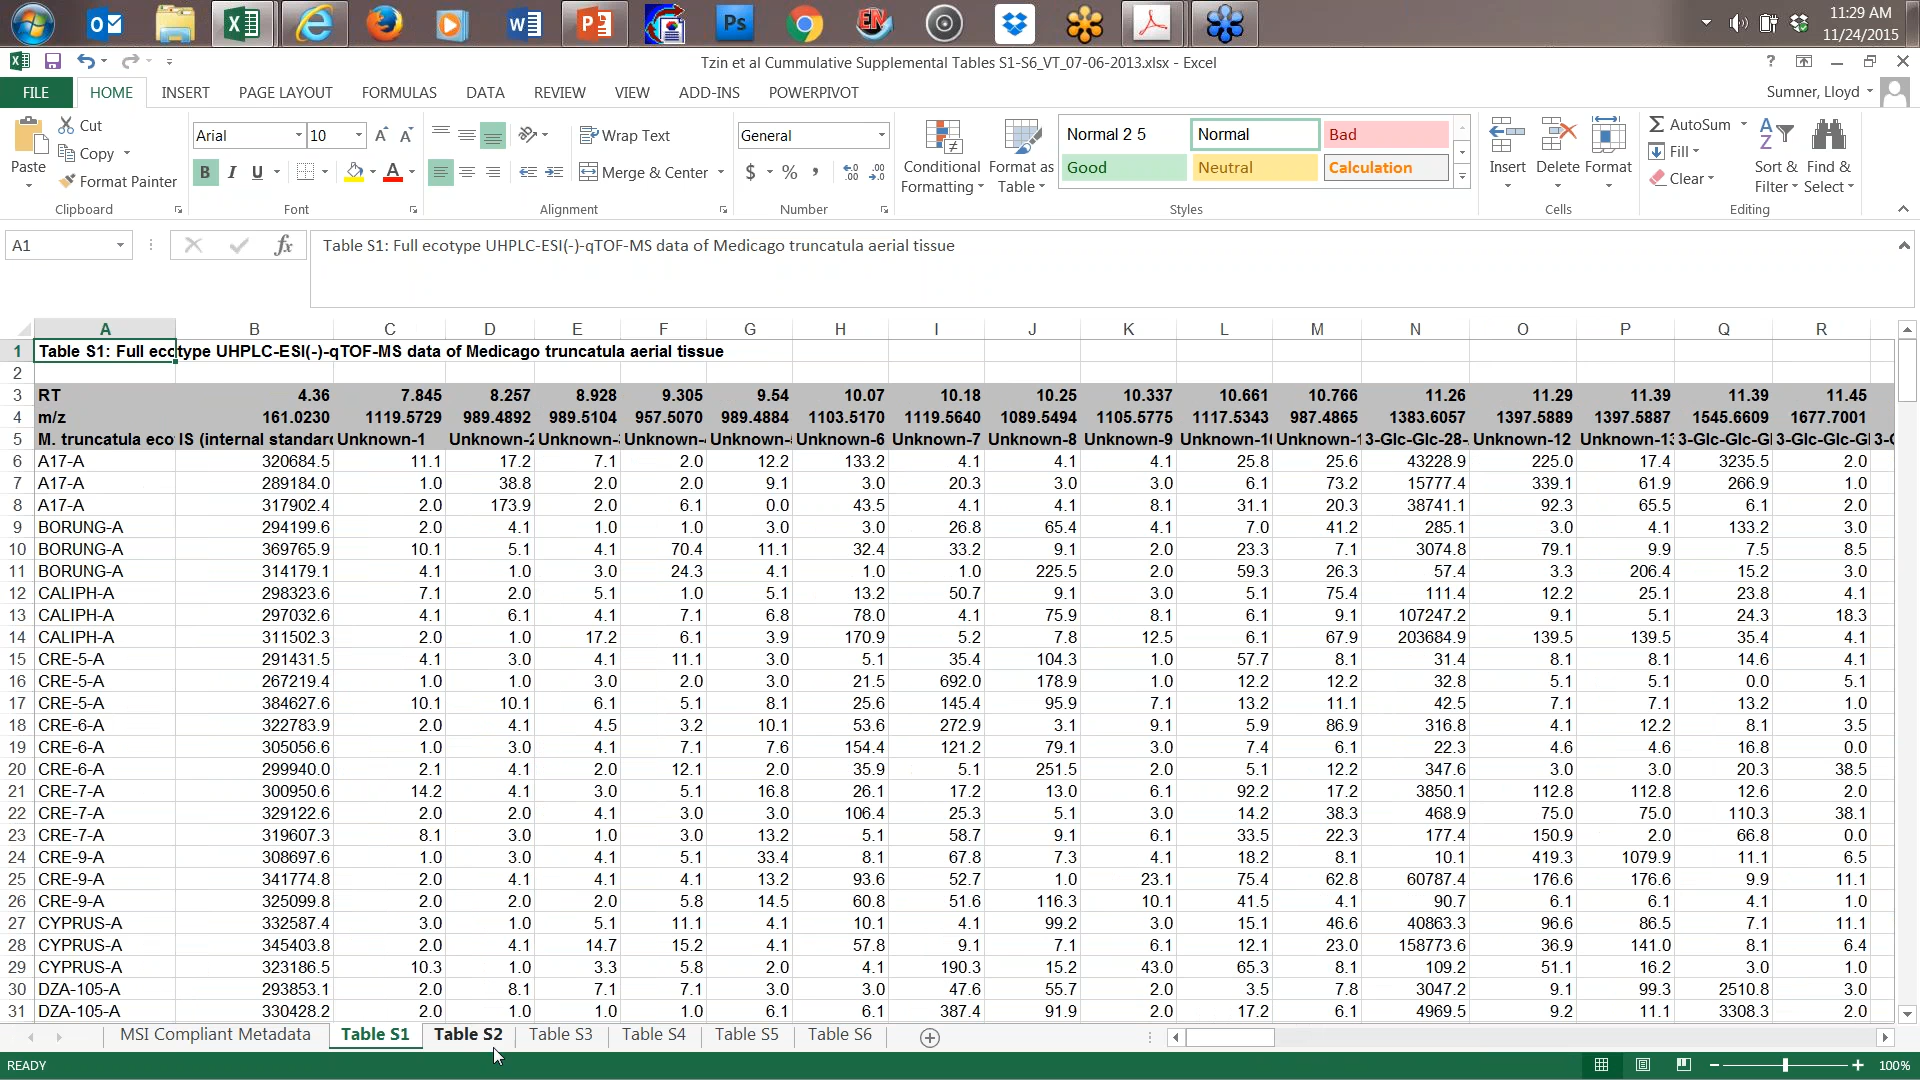 11:29 AM
11/24/2015
Tzin et al Cummulative Supplemental Tables S1-S6_VT_07-06-2013.xlsx - Excel
FILE HOME INSERT PAGE LAYOUT FORMULAS DATA REVIEW VIEW ADD-INS POWERPIVOT Sumner, Lloyd
Paste Cut Copy Format Painter Clipboard
Arial 10 B I U A Font
Wrap Text Merge & Center Alignment
General $ % , Number
Conditional Formatting Format as Table
Normal 2 5 Normal Bad
Good Neutral Calculation
Styles
Insert Delete Format Cells
AutoSum Fill Clear Sort & Filter Find & Select Editing
A1 fx Table S1: Full ecotype UHPLC-ESI(-)-qTOF-MS data of Medicago truncatula aerial tissue
A B C D E F G H I J K L M N O P Q R
1 Table S1: Full ecotype UHPLC-ESI(-)-qTOF-MS data of Medicago truncatula aerial tissue
2
3 RT 4.36 7.845 8.257 8.928 9.305 9.54 10.07 10.18 10.25 10.337 10.661 10.766 11.26 11.29 11.39 11.39 11.45
4 m/z 161.0230 1119.5729 989.4892 989.5104 957.5070 989.4884 1103.5170 1119.5640 1089.5494 1105.5775 1117.5343 987.4865 1383.6057 1397.5889 1397.5887 1545.6609 1677.7001
5 M. truncatula eco IS (internal standar Unknown-1 Unknown-2 Unknown- Unknown- Unknown- Unknown-6 Unknown-7 Unknown-8 Unknown-9 Unknown-1 Unknown-1 3-Glc-Glc-28- Unknown-12 Unknown-13 3-Glc-Glc-Gl 3-Glc-Glc-Gl
6 A17-A 320684.5 11.1 17.2 7.1 2.0 12.2 133.2 4.1 4.1 4.1 25.8 25.6 43228.9 225.0 17.4 3235.5 2.0
7 A17-A 289184.0 1.0 38.8 2.0 2.0 9.1 3.0 20.3 3.0 3.0 6.1 73.2 15777.4 339.1 61.9 266.9 1.0
8 A17-A 317902.4 2.0 173.9 2.0 6.1 0.0 43.5 4.1 4.1 8.1 31.1 20.3 38741.1 92.3 65.5 6.1 2.0
9 BORUNG-A 294199.6 2.0 4.1 1.0 1.0 3.0 3.0 26.8 65.4 4.1 7.0 41.2 285.1 3.0 4.1 133.2 3.0
10 BORUNG-A 369765.9 10.1 5.1 4.1 70.4 11.1 32.4 33.2 9.1 2.0 23.3 7.1 3074.8 79.1 9.9 7.5 8.5
11 BORUNG-A 314179.1 4.1 1.0 3.0 24.3 4.1 1.0 1.0 225.5 2.0 59.3 26.3 57.4 3.3 206.4 15.2 3.0
12 CALIPH-A 298323.6 7.1 2.0 5.1 1.0 5.1 13.2 50.7 9.1 3.0 5.1 75.4 111.4 12.2 25.1 23.8 4.1
13 CALIPH-A 297032.6 4.1 6.1 4.1 7.1 6.8 78.0 4.1 75.9 8.1 6.1 9.1 107247.2 9.1 5.1 24.3 18.3
14 CALIPH-A 311502.3 2.0 1.0 17.2 6.1 3.9 170.9 5.2 7.8 12.5 6.1 67.9 203684.9 139.5 139.5 35.4 4.1
15 CRE-5-A 291431.5 4.1 3.0 4.1 11.1 3.0 5.1 35.4 104.3 1.0 57.7 8.1 31.4 8.1 8.1 14.6 4.1
16 CRE-5-A 267219.4 1.0 1.0 3.0 2.0 3.0 21.5 692.0 178.9 1.0 12.2 12.2 32.8 5.1 5.1 0.0 5.1
17 CRE-5-A 384627.6 10.1 10.1 6.1 5.1 8.1 25.6 145.4 95.9 7.1 13.2 11.1 42.5 7.1 7.1 13.2 1.0
18 CRE-6-A 322783.9 2.0 4.1 4.5 3.2 10.1 53.6 272.9 3.1 9.1 5.9 86.9 316.8 4.1 12.2 8.1 3.5
19 CRE-6-A 305056.6 1.0 3.0 4.1 7.1 7.6 154.4 121.2 79.1 3.0 7.4 6.1 22.3 4.6 4.6 16.8 0.0
20 CRE-6-A 299940.0 2.1 4.1 2.0 12.1 2.0 35.9 5.1 251.5 2.0 5.1 12.2 347.6 3.0 3.0 20.3 38.5
21 CRE-7-A 300950.6 14.2 4.1 3.0 5.1 16.8 26.1 17.2 13.0 6.1 92.2 17.2 3850.1 112.8 112.8 12.6 2.0
22 CRE-7-A 329122.6 2.0 2.0 4.1 3.0 3.0 106.4 25.3 5.1 3.0 14.2 38.3 468.9 75.0 75.0 110.3 38.1
23 CRE-7-A 319607.3 8.1 3.0 1.0 3.0 13.2 5.1 58.7 9.1 6.1 33.5 22.3 177.4 150.9 2.0 66.8 0.0
24 CRE-9-A 308697.6 1.0 3.0 4.1 5.1 33.4 8.1 67.8 7.3 4.1 18.2 8.1 10.1 419.3 1079.9 11.1 6.5
25 CRE-9-A 341774.8 2.0 4.1 4.1 4.1 13.2 93.6 52.7 1.0 23.1 75.4 62.8 60787.4 176.6 176.6 9.9 11.1
26 CRE-9-A 325099.8 2.0 2.0 2.0 5.8 14.5 60.8 51.6 116.3 10.1 41.5 4.1 90.7 6.1 6.1 4.1 1.0
27 CYPRUS-A 332587.4 3.0 1.0 5.1 11.1 4.1 10.1 4.1 99.2 3.0 15.1 46.6 40863.3 96.6 86.5 7.1 11.1
28 CYPRUS-A 345403.8 2.0 4.1 14.7 15.2 4.1 57.8 9.1 7.1 6.1 12.1 23.0 158773.6 36.9 141.0 8.1 6.4
29 CYPRUS-A 323186.5 10.3 1.0 3.3 5.8 2.0 4.1 190.3 15.2 43.0 65.3 8.1 109.2 51.1 16.2 3.0 1.0
30 DZA-105-A 293853.1 2.0 8.1 7.1 7.1 3.0 3.0 47.6 55.7 2.0 3.5 7.8 3047.2 9.1 99.3 2510.8 3.0
31 DZA-105-A 330428.2 2.0 1.0 1.0 1.0 6.1 6.1 387.4 91.9 2.0 17.2 6.1 4969.5 9.2 11.1 3308.3 2.0
MSI Compliant Metadata Table S1 Table S2 Table S3 Table S4 Table S5 Table S6
READY 100%